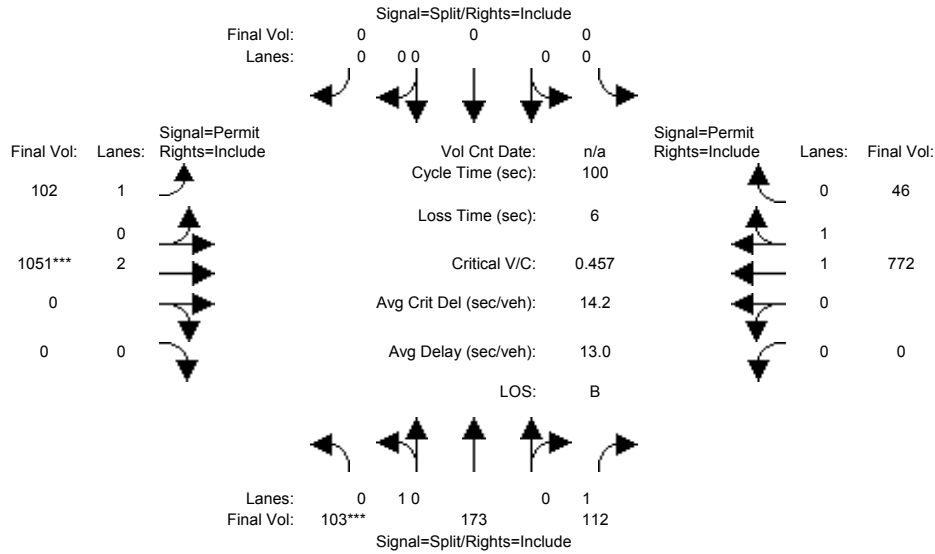 Signal=Split/Rights=Include
Final Vol: 0 0 0
Lanes: 0 0 0 0 0
Signal=Permit Signal=Permit
Final Vol: Lanes: Rights=Include Vol Cnt Date: n/a Rights=Include Lanes: Final Vol:
Cycle Time (sec): 100
102 1 0 46
Loss Time (sec): 6
0 1
1051*** 2 Critical V/C: 0.457 1 772
0 Avg Crit Del (sec/veh): 14.2 0
0 0 Avg Delay (sec/veh): 13.0 0 0
LOS: B
Lanes: 0 1 0 0 1
Final Vol: 103*** 173 112
Signal=Split/Rights=Include